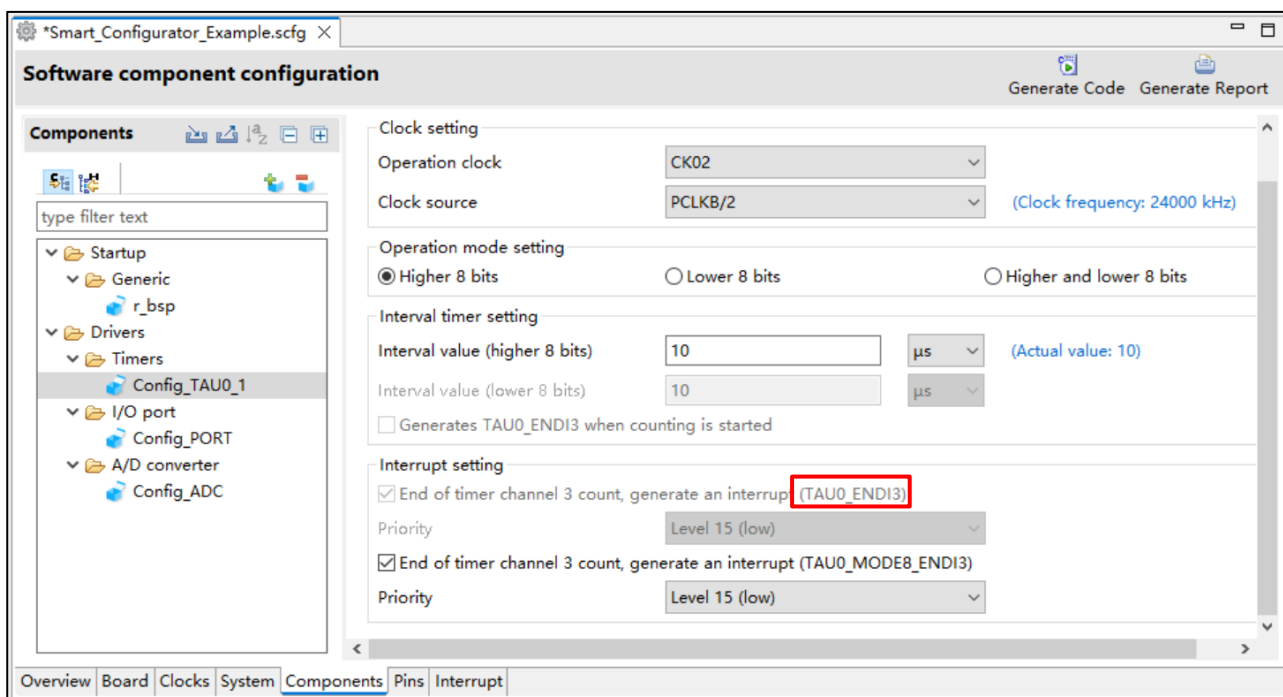 *Smart_Configurator_Example.scfg
Software component configuration
Generate Code Generate Report
Components
type filter text
Startup
Generic
r_bsp
Drivers
Timers
Config_TAU0_1
I/O port
Config_PORT
A/D converter
Config_ADC
Clock setting
Operation clock CK02
Clock source PCLKB/2 (Clock frequency: 24000 kHz)
Operation mode setting
Higher 8 bits Lower 8 bits Higher and lower 8 bits
Interval timer setting
Interval value (higher 8 bits) 10 µs (Actual value: 10)
Interval value (lower 8 bits) 10 µs
Generates TAU0_ENDI3 when counting is started
Interrupt setting
End of timer channel 3 count, generate an interrupt (TAU0_ENDI3)
Priority Level 15 (low)
End of timer channel 3 count, generate an interrupt (TAU0_MODE8_ENDI3)
Priority Level 15 (low)
Overview Board Clocks System Components Pins Interrupt